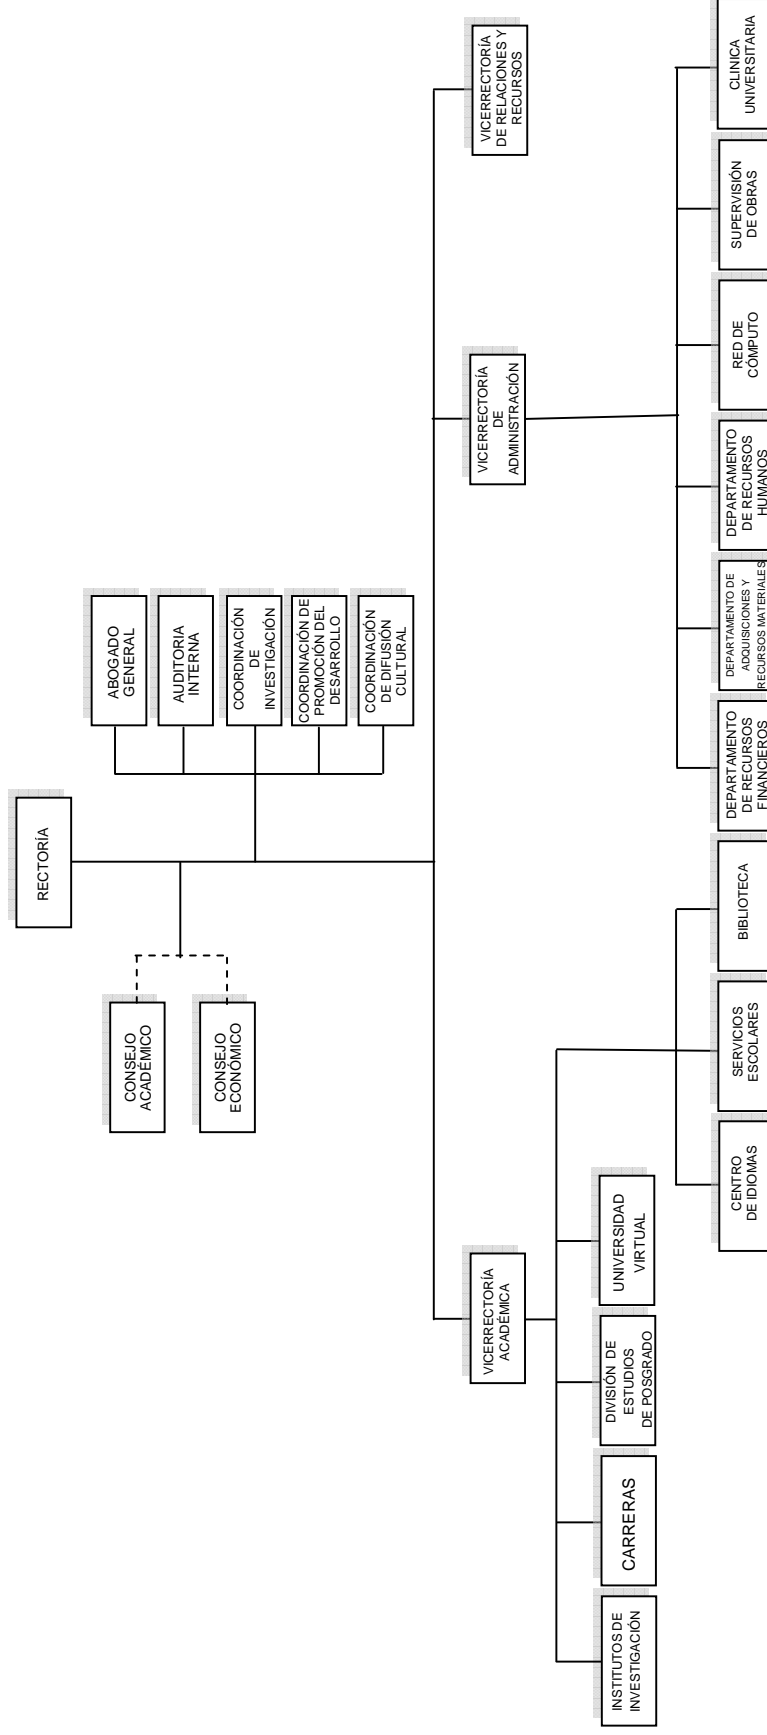 RECTORÍA
CONSEJO
ACADÉMICO
CONSEJO
ECONÓMICO
ABOGADO
GENERAL
AUDITORIA
INTERNA
COORDINACIÓN
DE
INVESTIGACIÓN
COORDINACIÓN DE
PROMOCIÓN DEL
DESARROLLO
COORDINACIÓN
DE DIFUSIÓN
CULTURAL
VICERRECTORÍA
ACADÉMICA
VICERRECTORÍA
DE
ADMINISTRACIÓN
VICERRECTORÍA
DE RELACIONES Y
RECURSOS
INSTITUTOS DE
INVESTIGACIÓN
CARRERAS
DIVISIÓN DE
ESTUDIOS
DE POSGRADO
UNIVERSIDAD
VIRTUAL
CENTRO
DE IDIOMAS
SERVICIOS
ESCOLARES
BIBLIOTECA
DEPARTAMENTO
DE RECURSOS
FINANCIEROS
DEPARTAMENTO DE
ADQUISICIONES Y
RECURSOS MATERIALES
DEPARTAMENTO
DE RECURSOS
HUMANOS
RED DE
CÓMPUTO
SUPERVISIÓN
DE OBRAS
CLINICA
UNIVERSITARIA